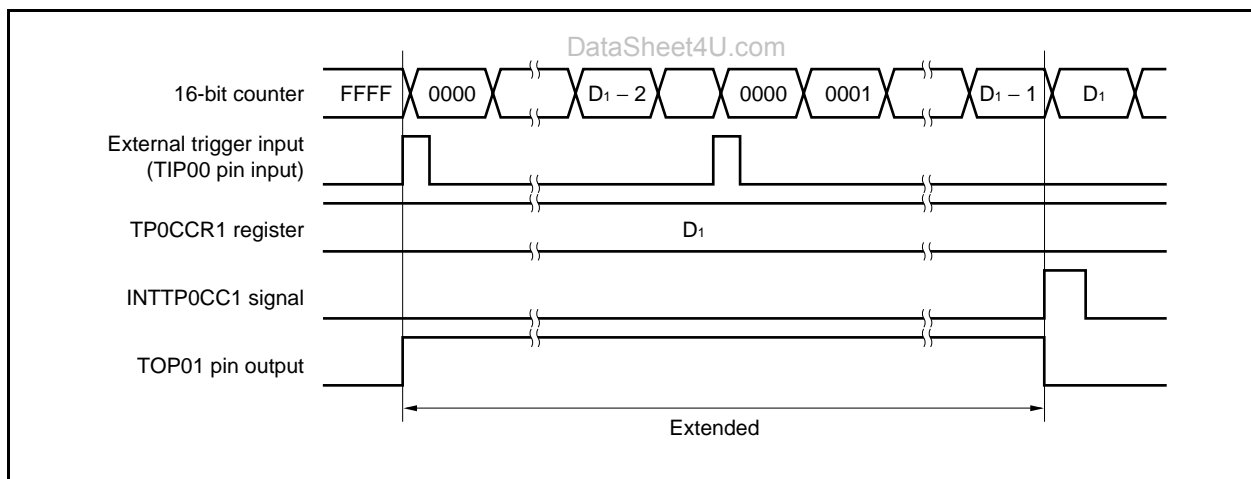 DataSheet4U.com
16-bit counter FFFF 0000 D1 − 2 0000 0001 D1 − 1 D1
External trigger input
(TIP00 pin input)
TP0CCR1 register D1
INTTP0CC1 signal
TOP01 pin output
Extended